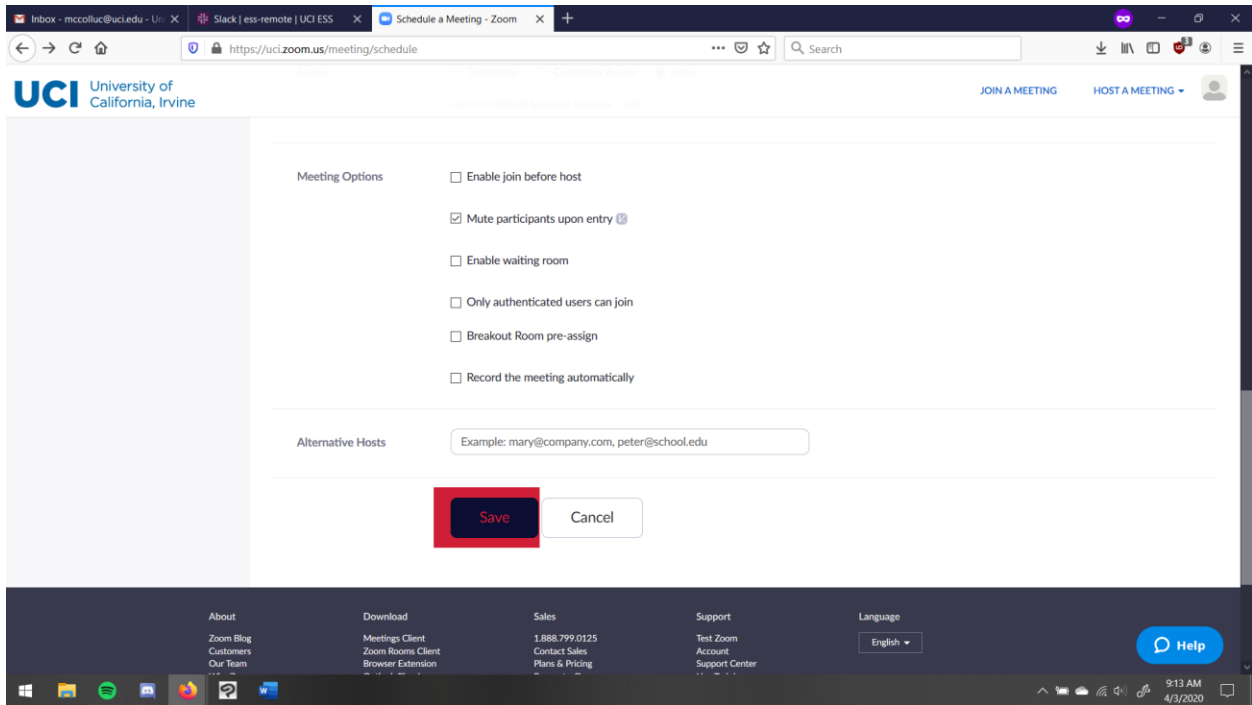 Inbox - mccolluc@uci.edu - Un
Slack | ess-remote | UCI ESS
Schedule a Meeting - Zoom
https://uci.zoom.us/meeting/schedule
Search
3
UCI University of California, Irvine
JOIN A MEETING
HOST A MEETING
Meeting Options
Enable join before host
Mute participants upon entry
Enable waiting room
Only authenticated users can join
Breakout Room pre-assign
Record the meeting automatically
Alternative Hosts
Example: mary@company.com, peter@school.edu
Save
Cancel
About
Download
Sales
Support
Language
Zoom Blog
Meetings Client
1.888.799.0125
Test Zoom
English
Customers
Zoom Rooms Client
Contact Sales
Account
Our Team
Browser Extension
Plans & Pricing
Support Center
Help
9:13 AM
4/3/2020